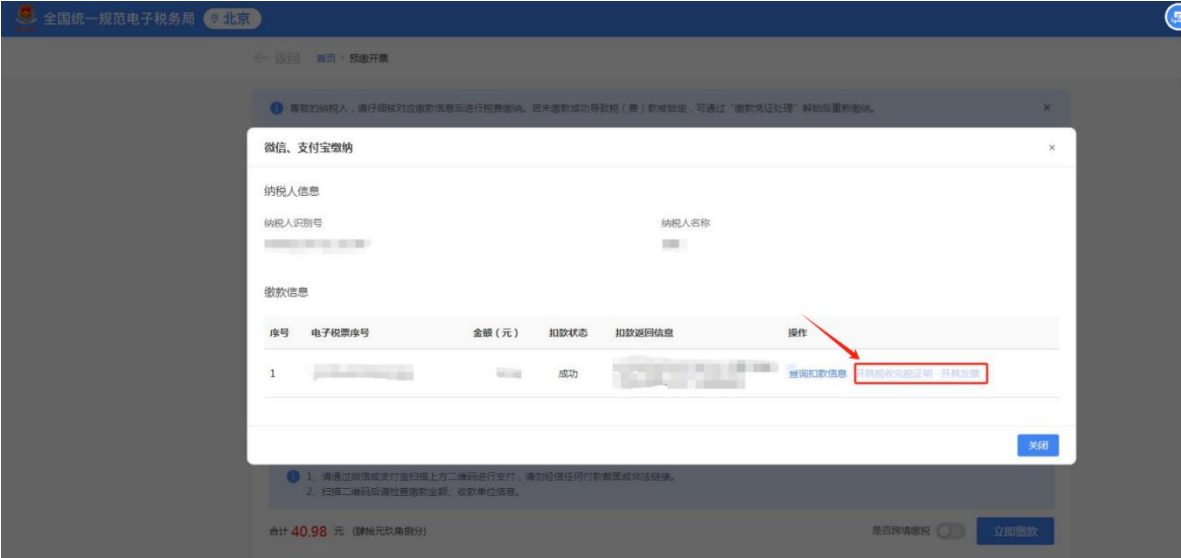 全国统一规范电子税务局 北京
返回 首页 > 预缴开票
尊敬的纳税人，请仔细核对应缴款信息后进行税费缴纳。若未缴款成功导致税（费）款被锁定，可通过“缴款凭证处理”解锁后重新缴纳。 ×
微信、支付宝缴纳 ×
纳税人信息
纳税人识别号 纳税人名称
缴款信息
序号 电子税票序号 金额（元） 扣款状态 扣款返回信息 操作
1 成功 查询扣款信息 开具税收完税证明 开具发票
关闭
1、请通过微信或支付宝扫描上方二维码进行支付，请勿轻信任何付款截图或非法链接。
2、扫描二维码后请检查缴款金额、收款单位信息。
合计 40.98 元 (肆拾元玖角捌分) 是否跨境缴税 否 立即缴款